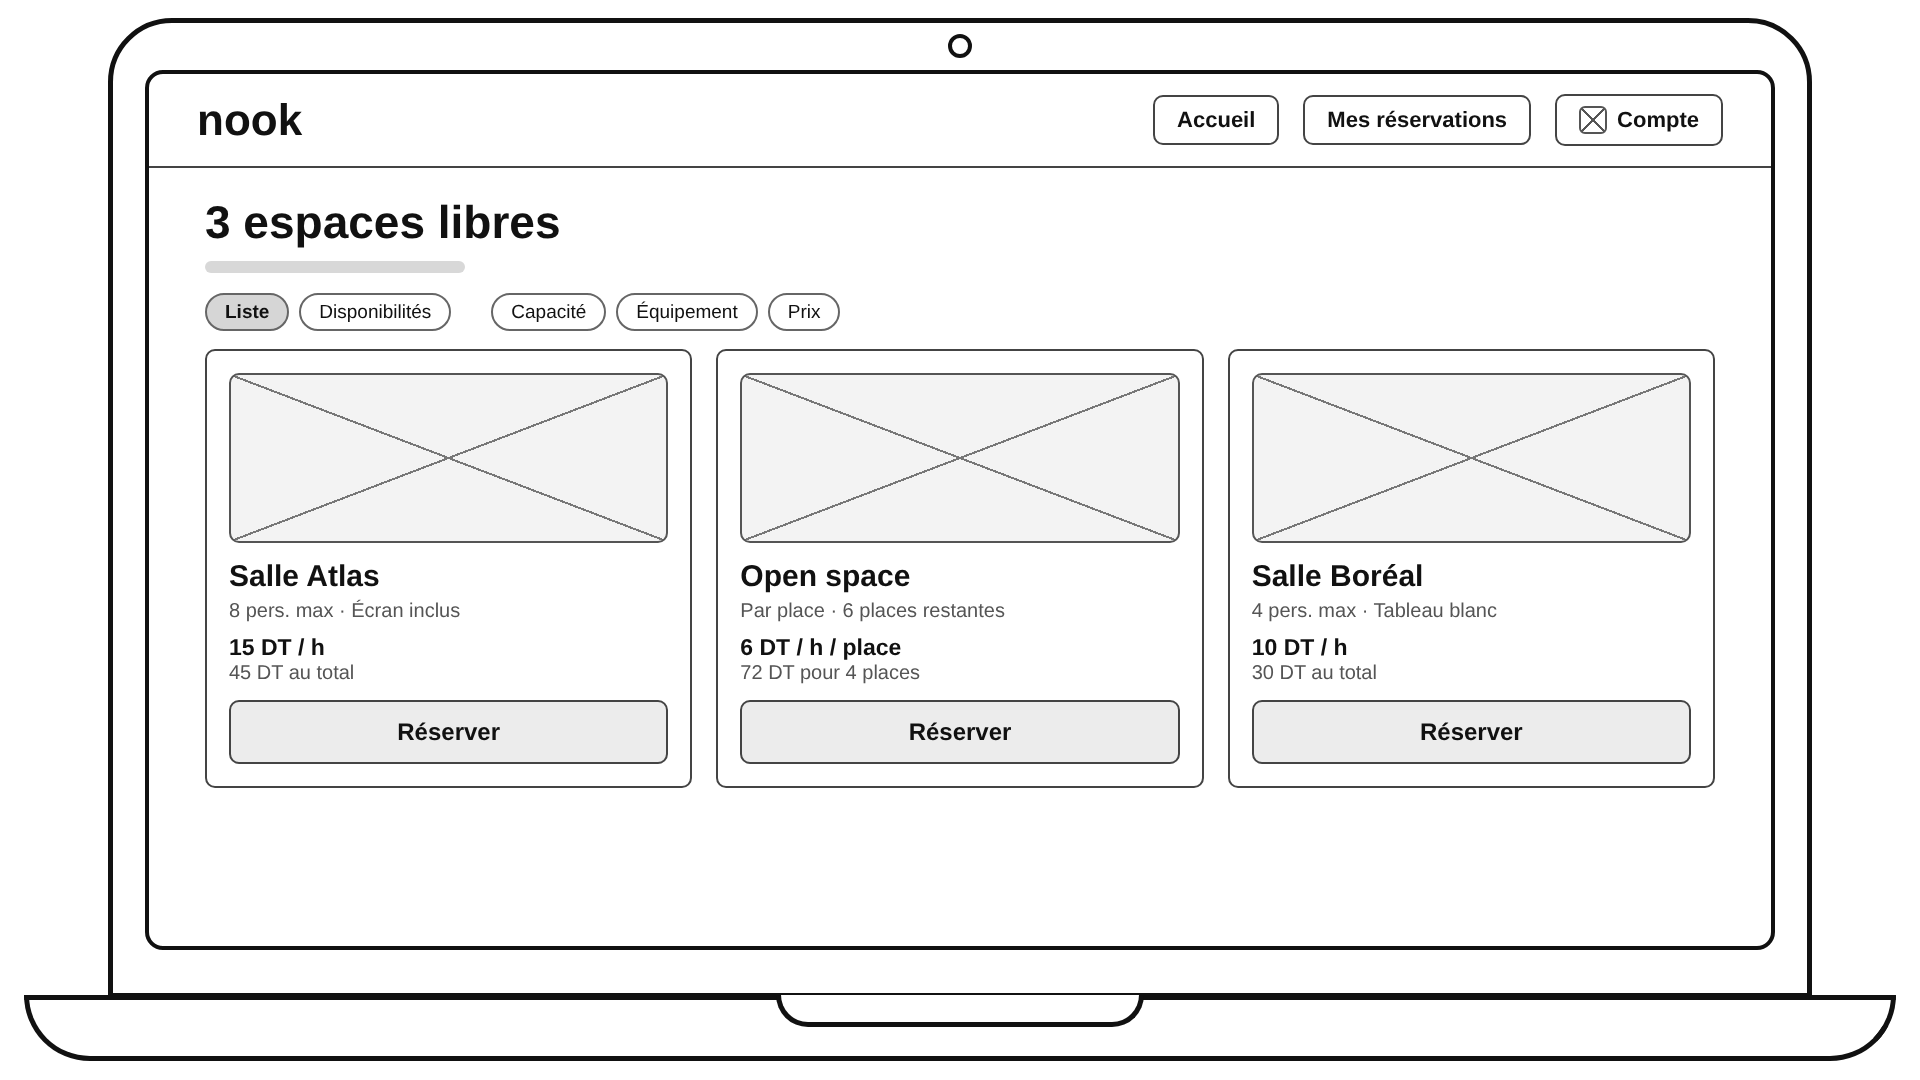 nook
Accueil
Mes réservations
Compte
3 espaces libres
Liste
Disponibilités
Capacité
Équipement
Prix
Salle Atlas
8 pers. max · Écran inclus
15 DT / h
45 DT au total
Réserver
Open space
Par place · 6 places restantes
6 DT / h / place
72 DT pour 4 places
Réserver
Salle Boréal
4 pers. max · Tableau blanc
10 DT / h
30 DT au total
Réserver